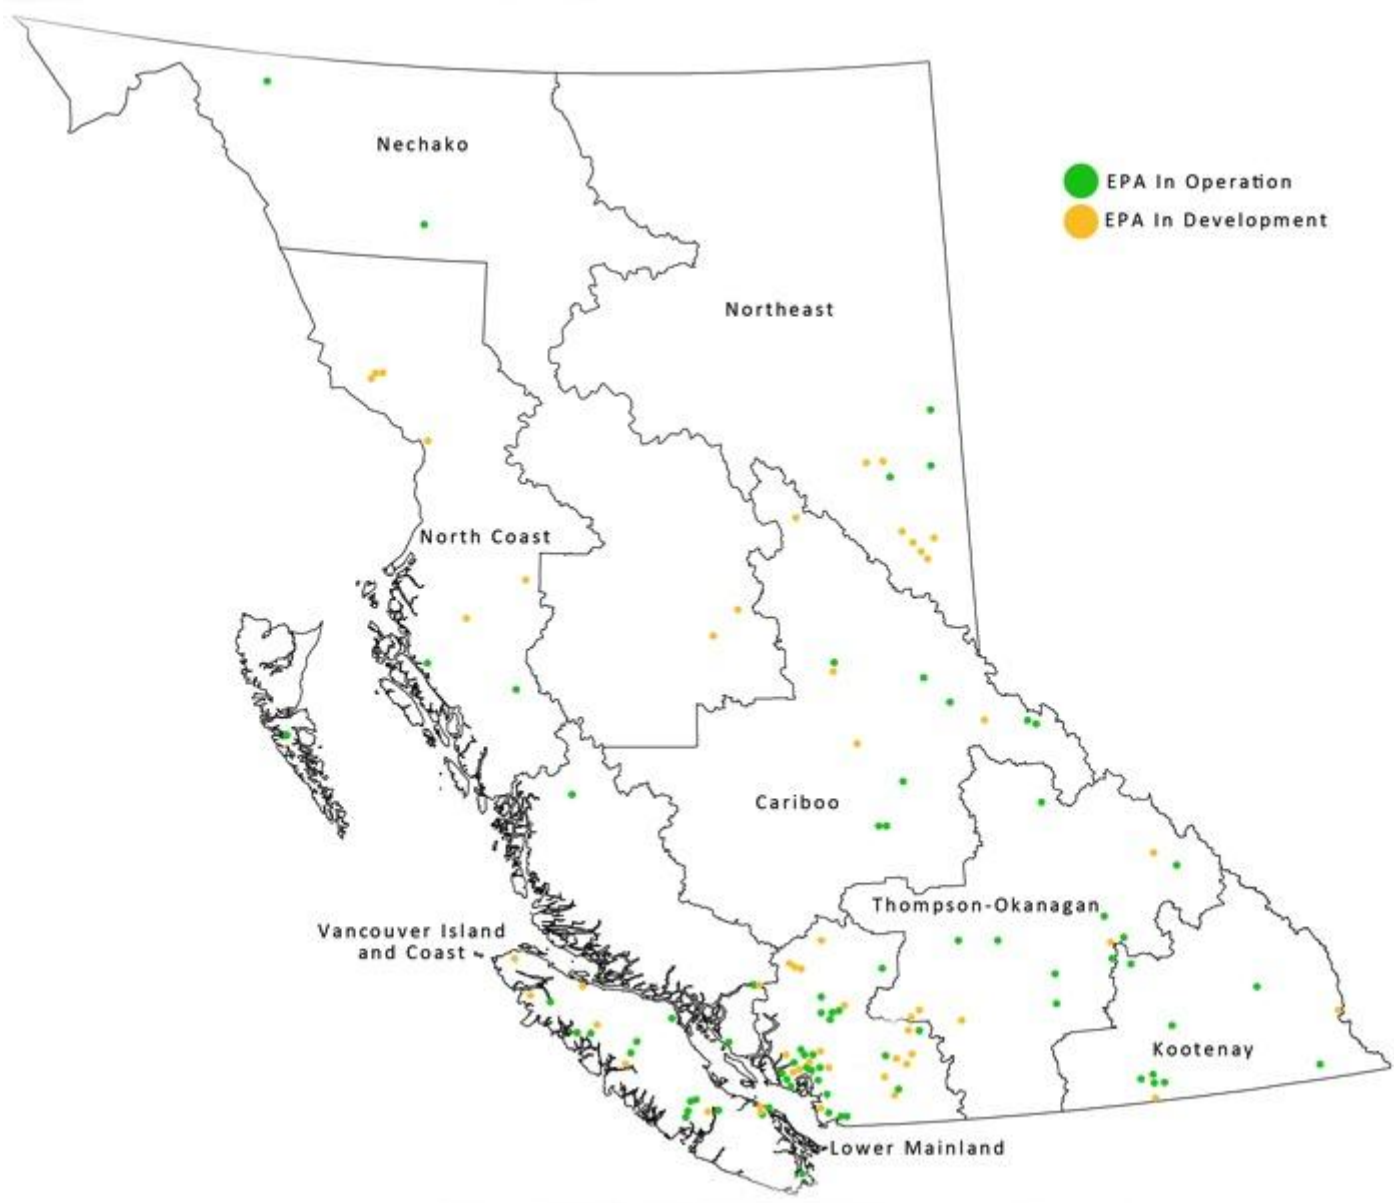 Nechako
EPA In Operation
EPA In Development
Northeast
North Coast
Cariboo
Thompson-Okanagan
Vancouver Island
and Coast
Kootenay
Lower Mainland